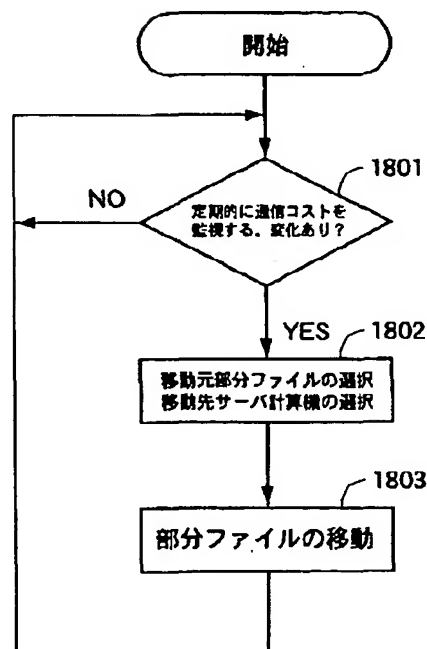 開始
1801
定期的に通信コストを
監視する、変化あり?
NO
YES
1802
移動元部分ファイルの選択
移動先サーバ計算機の選択
1803
部分ファイルの移動